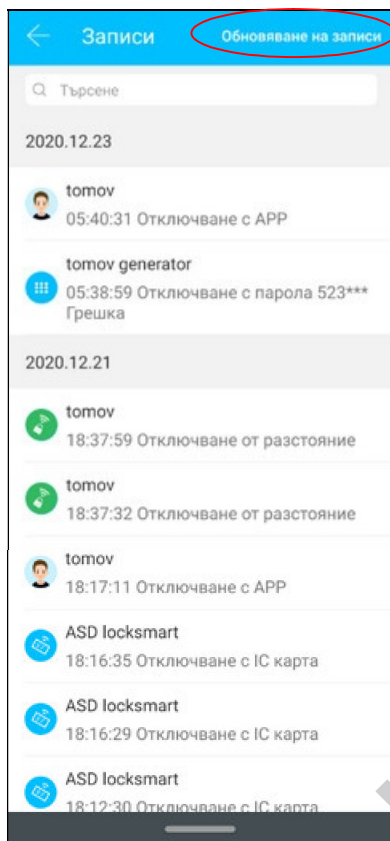 Записи
Обновяване на записи
Търсене
2020.12.23
tomov
05:40:31 Отключване с APP
tomov generator
05:38:59 Отключване с парола 523***
Грешка
2020.12.21
tomov
18:37:59 Отключване от разстояние
tomov
18:37:32 Отключване от разстояние
tomov
18:17:11 Отключване с APP
ASD locksmart
18:16:35 Отключване с IC карта
ASD locksmart
18:16:29 Отключване с IC карта
ASD locksmart
18:12:30 Отключване с IC карта